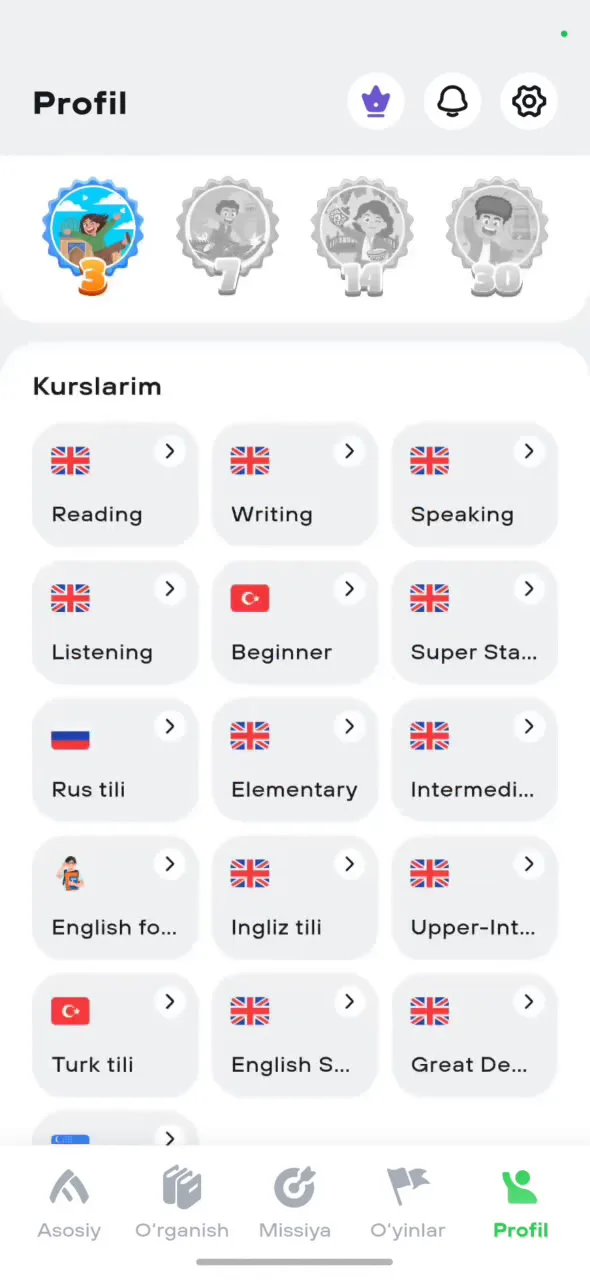 Profil
3 7 14 30
Kurslarim
Reading Writing Speaking
Listening Beginner Super Sta...
Rus tili Elementary Intermedi...
English fo... Ingliz tili Upper-Int...
Turk tili English S... Great De...
Asosiy O'rganish Missiya O'yinlar Profil